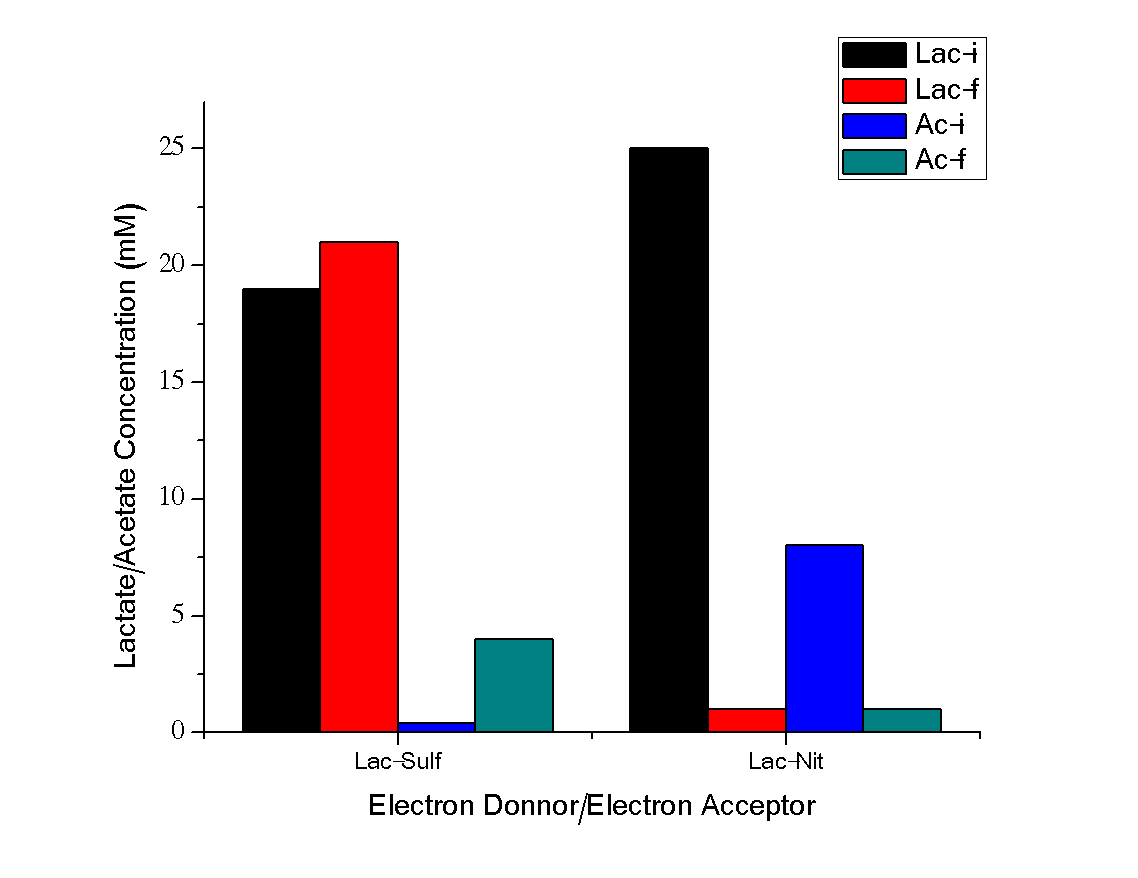 Lac-i
Lac-f
Ac-i
Ac-f
Lactate/Acetate Concentration (mM)
25
20
15
10
5
0
Lac-Sulf
Lac-Nit
Electron Donnor/Electron Acceptor